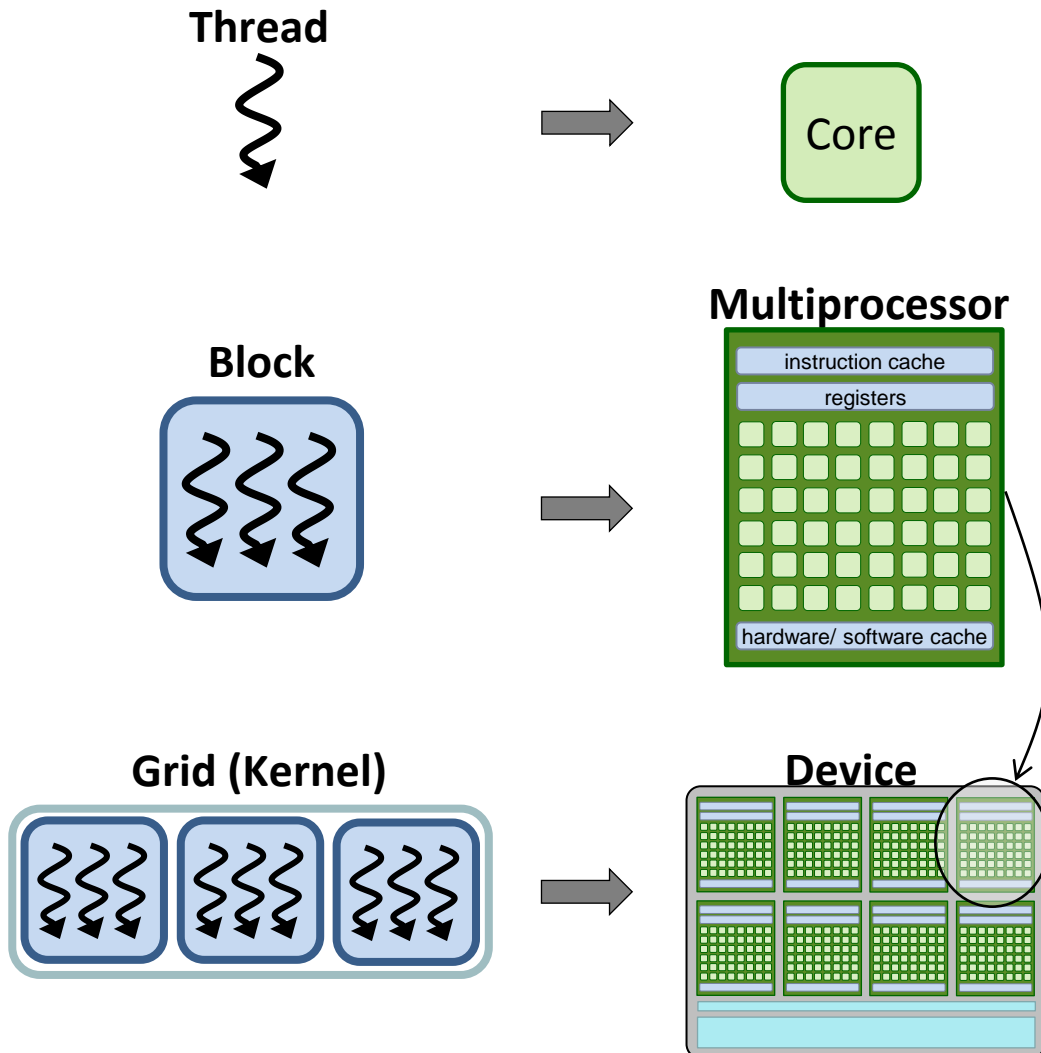 Thread
Core
Multiprocessor
Block
instruction cache
registers
hardware/ software cache
Grid (Kernel)
Device